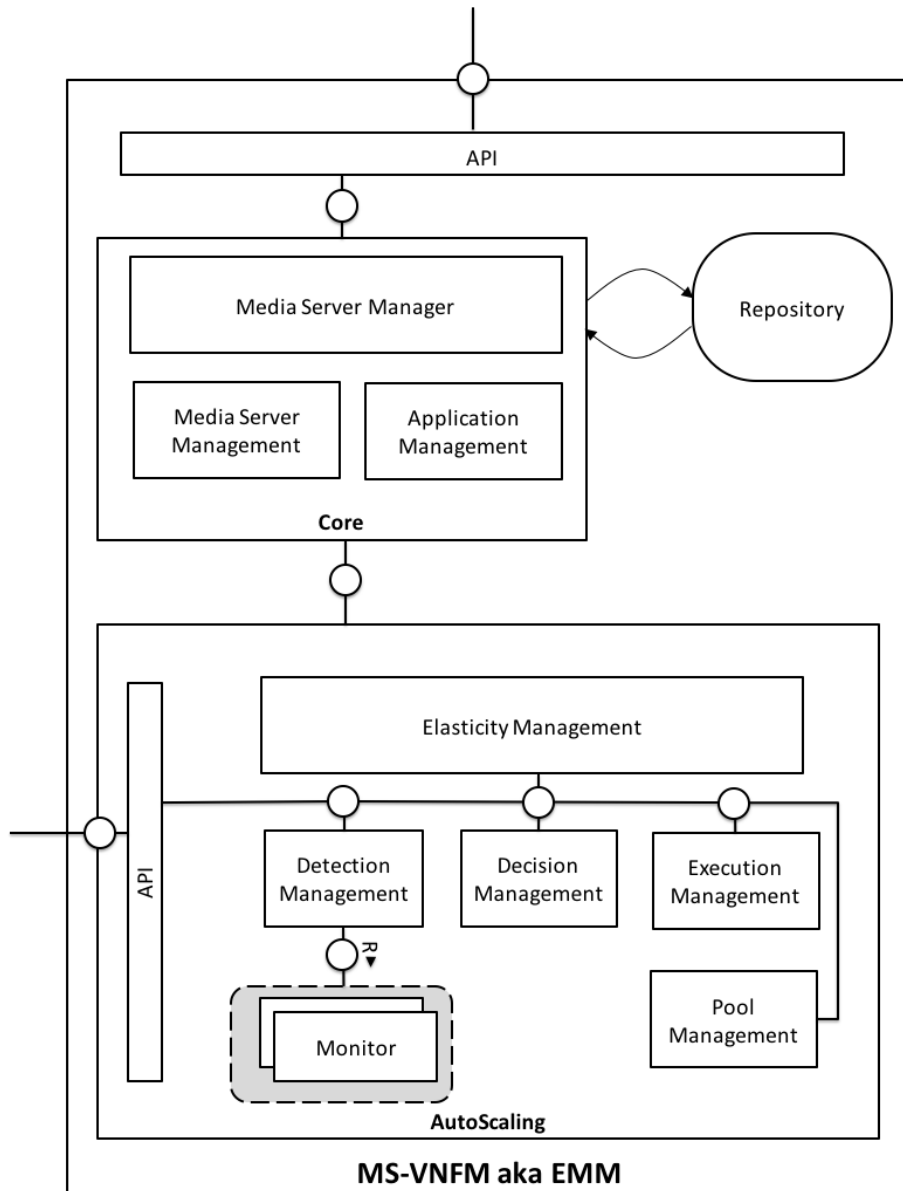 API
Media Server Manager
Repository
Media Server
Management
Application
Management
Core
Elasticity Management
API
Detection
Management
Decision
Management
Execution
Management
R
Monitor
Pool
Management
AutoScaling
MS-VNFM aka EMM